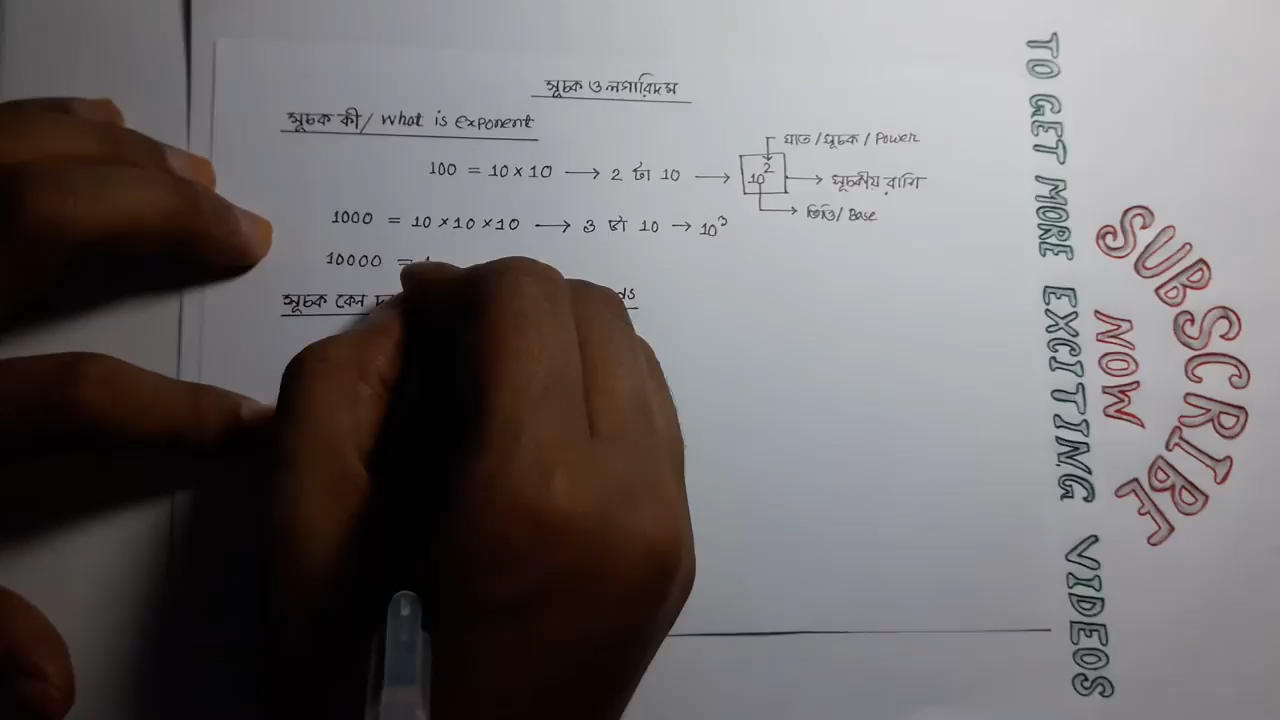 সূচক ও লগারিদম
সূচক কী / What is exponent
100 = 10 × 10 → 2 টা 10 → 10²
ঘাত / সূচক / Power
সূচকীয় রাশি
ভিত্তি / Base
1000 = 10 × 10 × 10 → 3 টা 10 → 10³
10000 = 1
সূচক কেন
TO GET MORE EXCITING VIDEOS
SUBSCRIBE
NOW